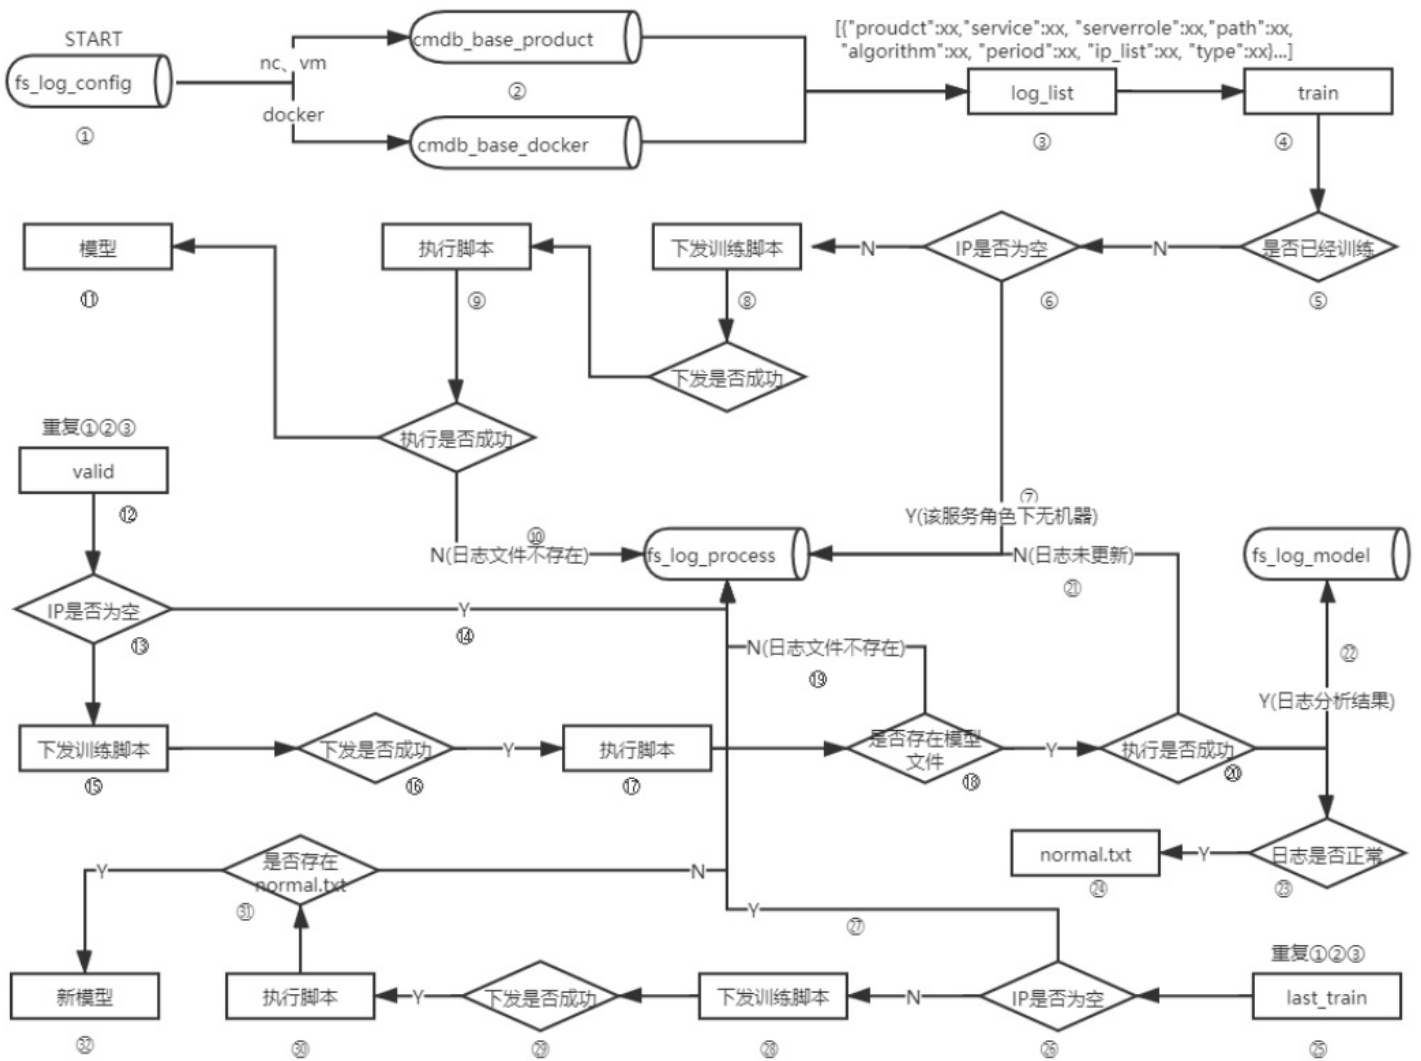 START
fs_log_config
①
nc、vm
docker
cmdb_base_product
②
cmdb_base_docker
[{"proudct":xx,"service":xx, "serverrole":xx,"path":xx,
"algorithm":xx, "period":xx, "ip_list":xx, "type":xx}...]
log_list
③
train
④
模型
⑪
执行脚本
⑨
下发训练脚本
⑧
N
IP是否为空
⑥
N
是否已经训练
⑤
下发是否成功
执行是否成功
重复①②③
valid
⑫
⑩
N(日志文件不存在)
fs_log_process
⑦
Y(该服务角色下无机器)
N(日志未更新)
㉑
fs_log_model
IP是否为空
⑬
Y
⑭
N(日志文件不存在)
⑲
㉒
Y(日志分析结果)
下发训练脚本
⑮
下发是否成功
⑯
Y
执行脚本
⑰
是否存在模型
文件
⑱
Y
执行是否成功
⑳
Y
是否存在
normal.txt
㉛
N
normal.txt
㉔
Y
日志是否正常
㉓
Y
㉗
重复①②③
新模型
㉜
执行脚本
㉚
Y
下发是否成功
㉙
下发训练脚本
㉘
N
IP是否为空
㉖
last_train
㉕